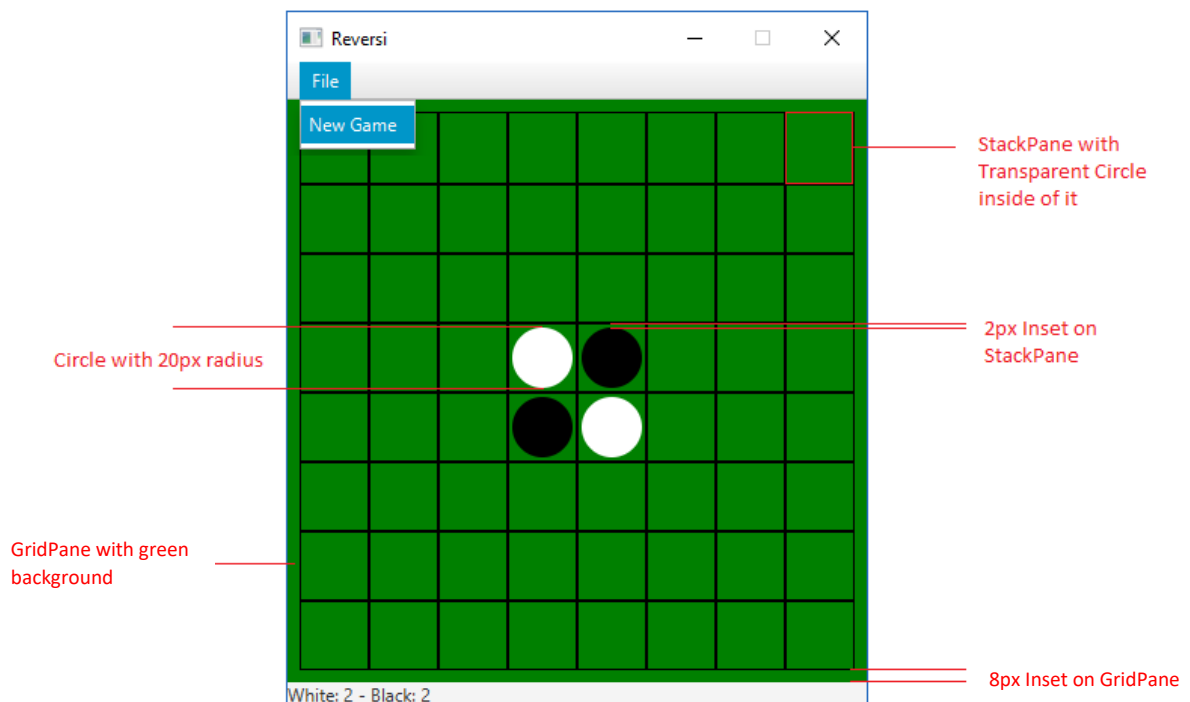 Reversi
File
New Game
StackPane with
Transparent Circle
inside of it
2px Inset on
StackPane
Circle with 20px radius
GridPane with green
background
8px Inset on GridPane
White: 2 - Black: 2